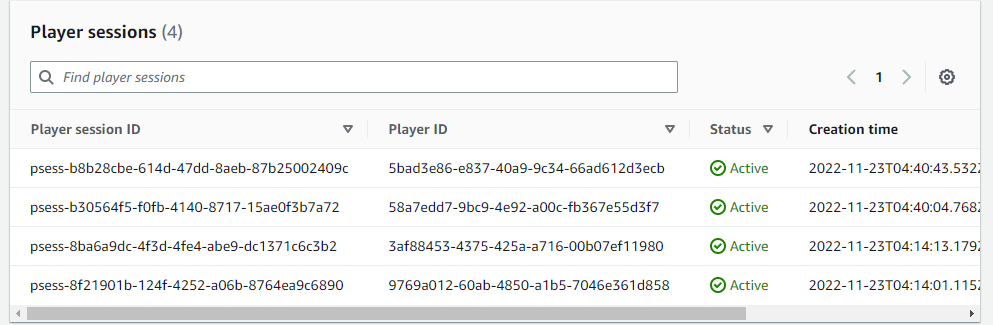 Player sessions (4)
Find player sessions
1
Player session ID Player ID Status Creation time
psess-b8b28cbe-614d-47dd-8aeb-87b25002409c 5bad3e86-e837-40a9-9c34-66ad612d3ecb Active 2022-11-23T04:40:43.532Z
psess-b30564f5-f0fb-4140-8717-15ae0f3b7a72 58a7edd7-9bc9-4e92-a00c-fb367e55d3f7 Active 2022-11-23T04:40:04.768Z
psess-8ba6a9dc-4f3d-4fe4-abe9-dc1371c6c3b2 3af88453-4375-425a-a716-00b07ef11980 Active 2022-11-23T04:14:13.179Z
psess-8f21901b-124f-4252-a06b-8764ea9c6890 9769a012-60ab-4850-a1b5-7046e361d858 Active 2022-11-23T04:14:01.115Z